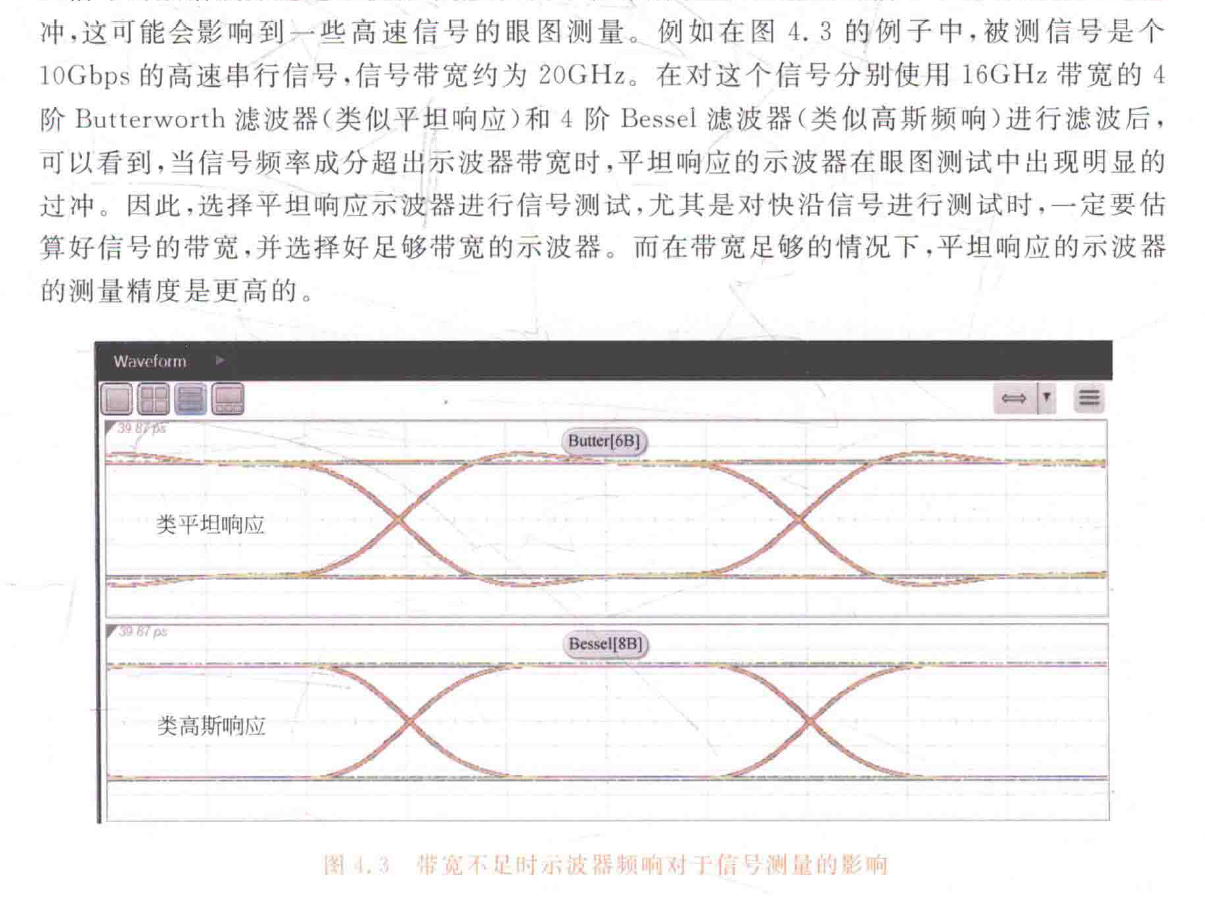 冲,这可能会影响到一些高速信号的眼图测量。例如在图 4.3 的例子中,被测信号是个
10Gbps 的高速串行信号,信号带宽约为 20GHz。在对这个信号分别使用 16GHz 带宽的 4
阶 Butterworth 滤波器(类似平坦响应)和 4 阶 Bessel 滤波器(类似高斯频响)进行滤波后,
可以看到,当信号频率成分超出示波器带宽时,平坦响应的示波器在眼图测试中出现明显的
过冲。因此,选择平坦响应示波器进行信号测试,尤其是对快沿信号进行测试时,一定要估
算好信号的带宽,并选择好足够带宽的示波器。而在带宽足够的情况下,平坦响应的示波器
的测量精度是更高的。
Waveform
39.87 ps
Butter[6B]
类平坦响应
39.87 ps
Bessel[8B]
类高斯响应
图 4.3 带宽不足时示波器频响对于信号测量的影响